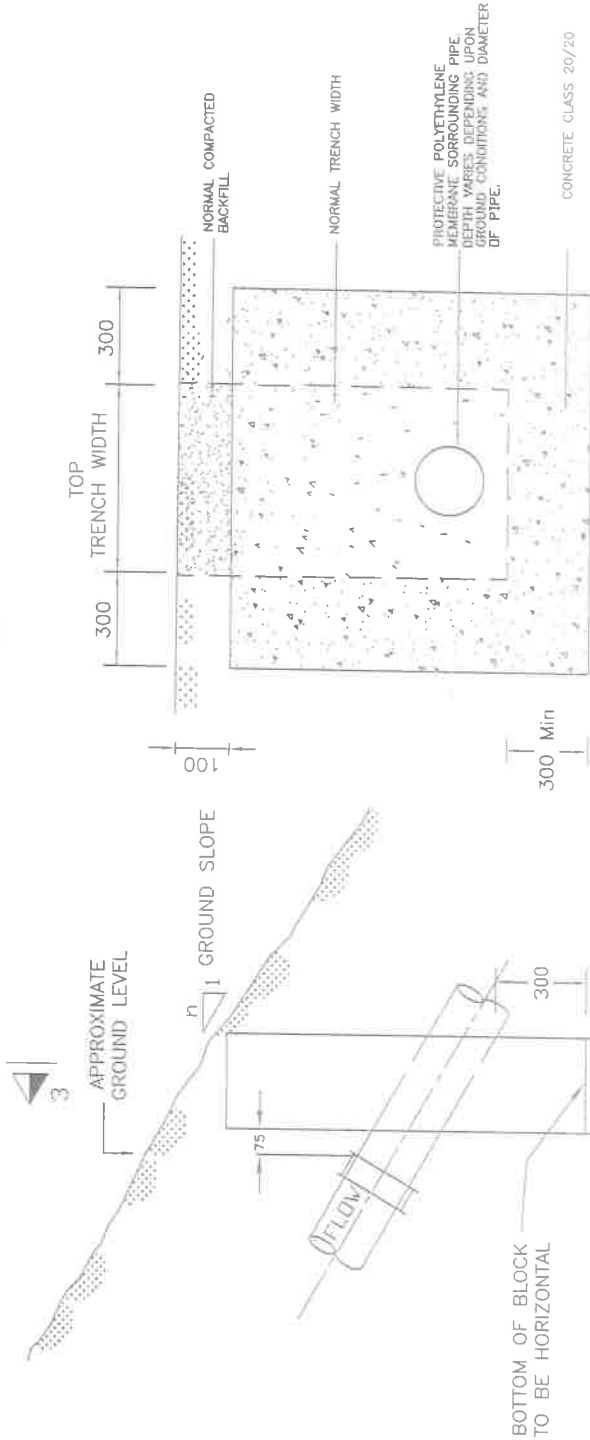 3
APPROXIMATE
GROUND LEVEL
n
1 GROUND SLOPE
75
FLOW
300
BOTTOM OF BLOCK
TO BE HORIZONTAL
TOP
TRENCH WIDTH
300
300
100
300 Min
NORMAL COMPACTED
BACKFILL
NORMAL TRENCH WIDTH
PROTECTIVE POLYETHYLENE
MEMBRANE SORROUNDING PIPE.
DEPTH VARIES DEPENDING UPON
GROUND CONDITIONS AND DIAMETER
OF PIPE.
CONCRETE CLASS 20/20